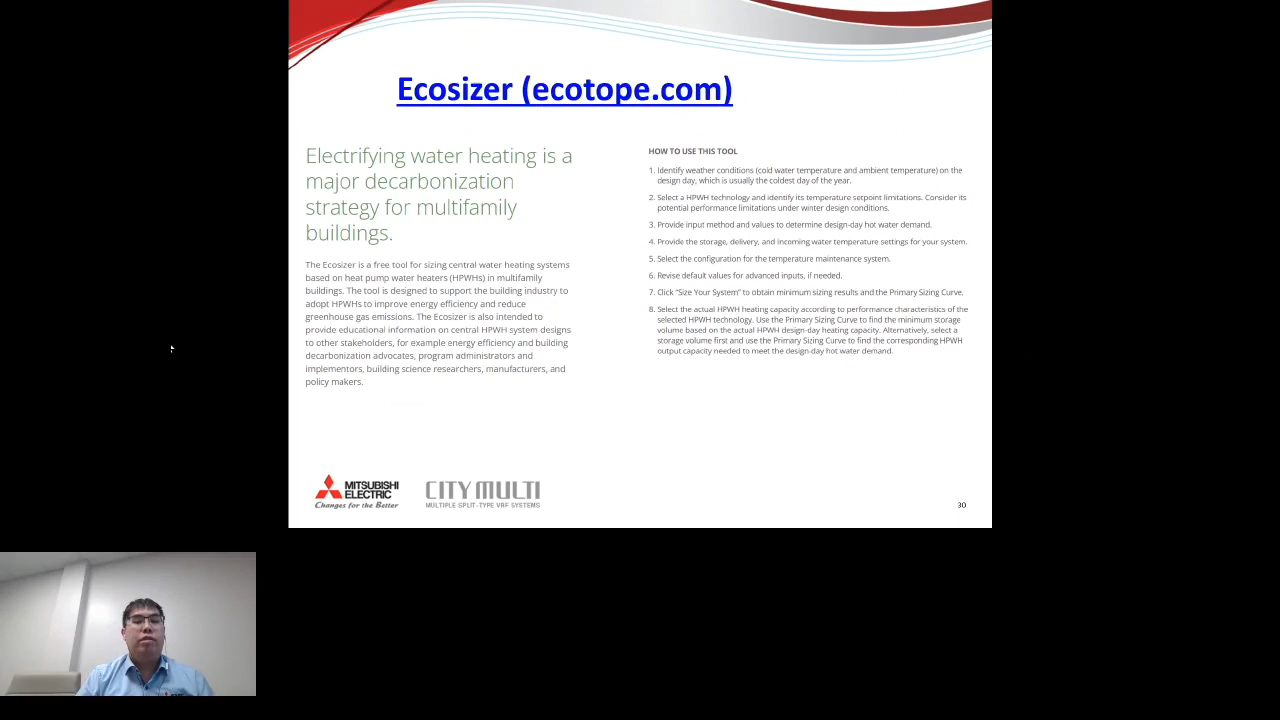 Ecosizer (ecotope.com)
Electrifying water heating is a
major decarbonization
strategy for multifamily
buildings.
The Ecosizer is a free tool for sizing central water heating systems
based on heat pump water heaters (HPWHs) in multifamily
buildings. The tool is designed to support the building industry to
adopt HPWHs to improve energy efficiency and reduce
greenhouse gas emissions. The Ecosizer is also intended to
provide educational information on central HPWH system designs
to other stakeholders, for example energy efficiency and building
decarbonization advocates, program administrators and
implementors, building science researchers, manufacturers, and
policy makers.
HOW TO USE THIS TOOL
1. Identify weather conditions (cold water temperature and ambient temperature) on the
design day, which is usually the coldest day of the year.
2. Select a HPWH technology and identify its temperature setpoint limitations. Consider its
potential performance limitations under winter design conditions.
3. Provide input method and values to determine design-day hot water demand.
4. Provide the storage, delivery, and incoming water temperature settings for your system.
5. Select the configuration for the temperature maintenance system.
6. Revise default values for advanced inputs, if needed.
7. Click "Size Your System" to obtain minimum sizing results and the Primary Sizing Curve.
8. Select the actual HPWH heating capacity according to performance characteristics of the
selected HPWH technology. Use the Primary Sizing Curve to find the minimum storage
volume based on the actual HPWH design-day heating capacity. Alternatively, select a
storage volume first and use the Primary Sizing Curve to find the corresponding HPWH
output capacity needed to meet the design-day hot water demand.
MITSUBISHI
ELECTRIC
Changes for the Better
CITY MULTI
MULTIPLE SPLIT-TYPE VRF SYSTEMS
30